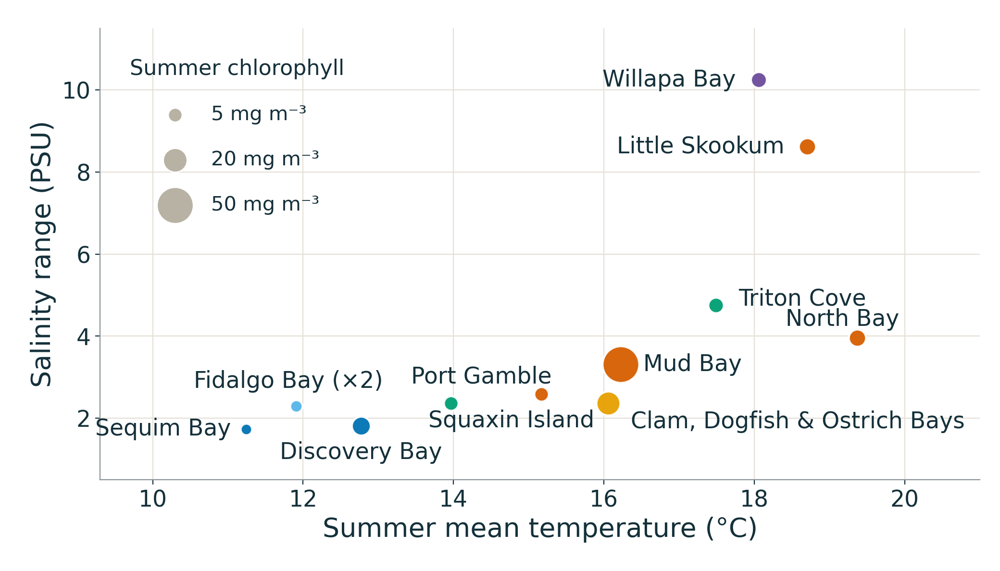 Summer chlorophyll
5 mg m⁻³
20 mg m⁻³
50 mg m⁻³
Willapa Bay
Little Skookum
Triton Cove
North Bay
Mud Bay
Port Gamble
Fidalgo Bay (×2)
Squaxin Island
Clam, Dogfish & Ostrich Bays
Sequim Bay
Discovery Bay
Salinity range (PSU)
10
8
6
4
2
10 12 14 16 18 20
Summer mean temperature (°C)